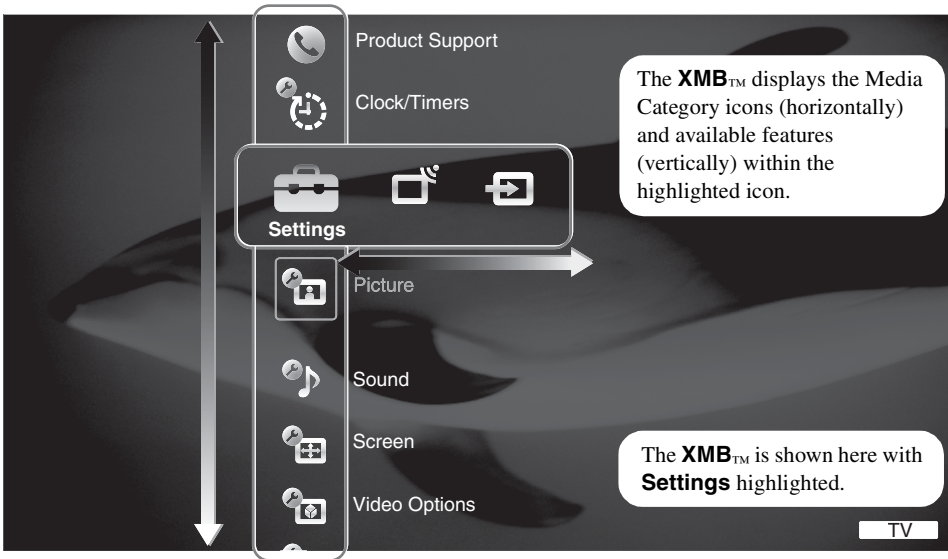 Product Support
Clock/Timers
The XMB™ displays the Media
Category icons (horizontally)
and available features
(vertically) within the
highlighted icon.
Settings
Picture
Sound
Screen
Video Options
The XMB™ is shown here with
Settings highlighted.
TV